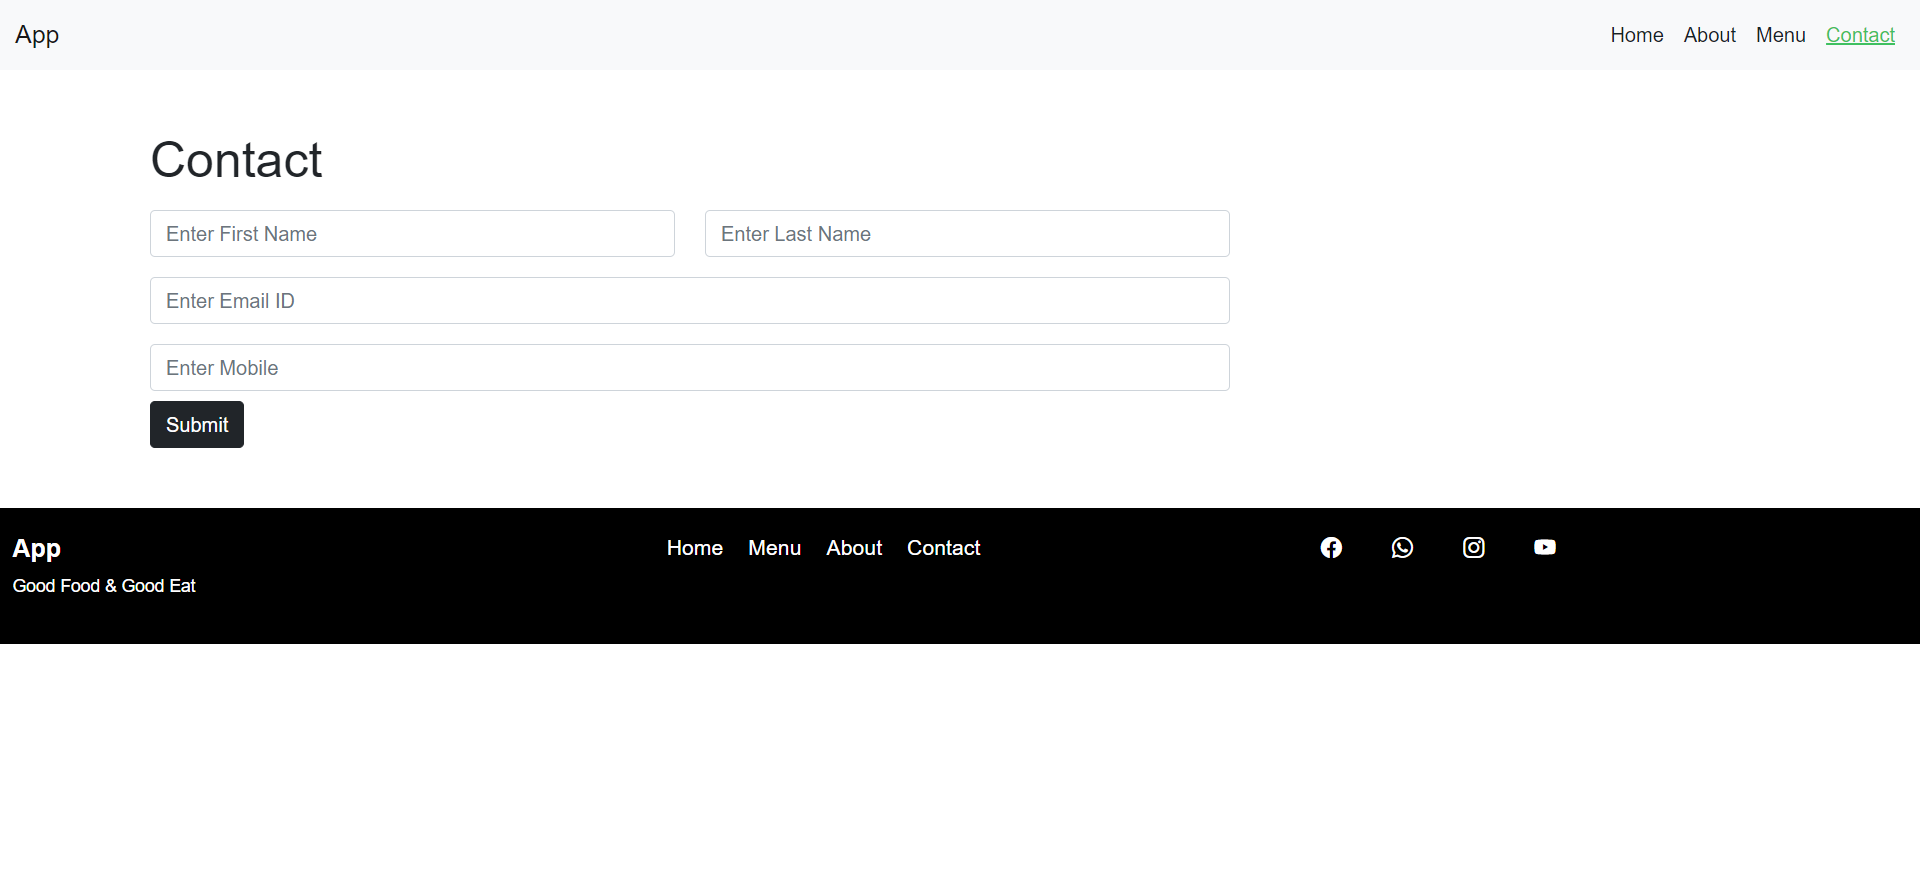 App
Home About Menu Contact
Contact
Enter First Name
Enter Last Name
Enter Email ID
Enter Mobile
Submit
App
Good Food & Good Eat
Home Menu About Contact